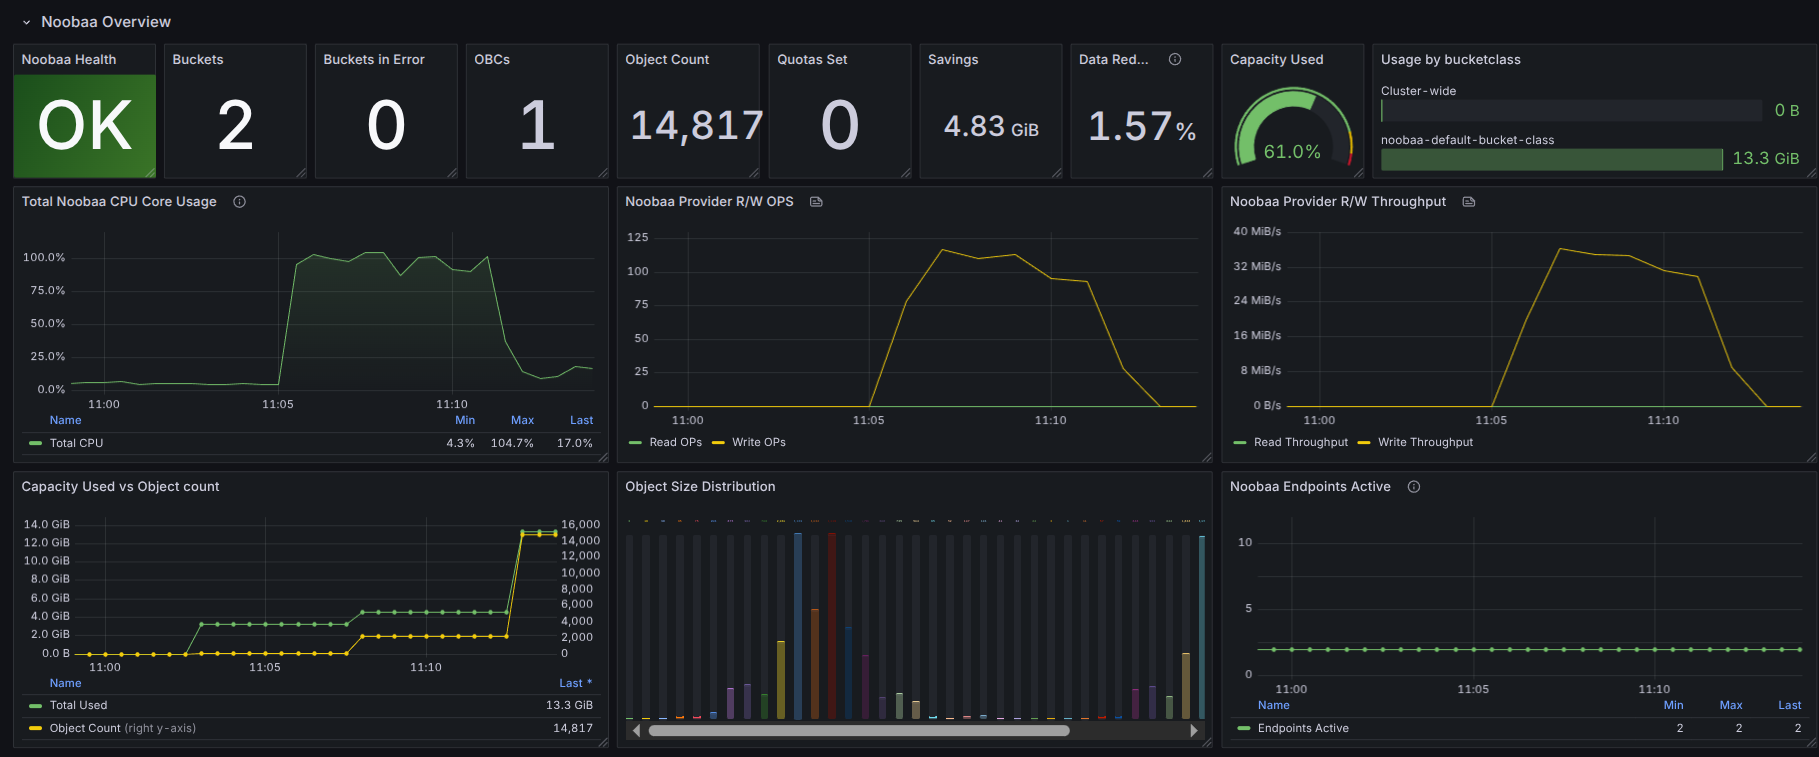 Noobaa Overview
Noobaa Health
OK
Buckets
2
Buckets in Error
0
OBCs
1
Object Count
14,817
Quotas Set
0
Savings
4.83 GiB
Data Red...
1.57%
Capacity Used
61.0%
Usage by bucketclass
Cluster-wide
0 B
noobaa-default-bucket-class
13.3 GiB
Total Noobaa CPU Core Usage
100.0%
75.0%
50.0%
25.0%
0.0%
11:00 11:05 11:10
Name Min Max Last
Total CPU 4.3% 104.7% 17.0%
Noobaa Provider R/W OPS
125
100
75
50
25
0
11:00 11:05 11:10
Read OPs Write OPs
Noobaa Provider R/W Throughput
40 MiB/s
32 MiB/s
24 MiB/s
16 MiB/s
8 MiB/s
0 B/s
11:00 11:05 11:10
Read Throughput Write Throughput
Capacity Used vs Object count
14.0 GiB 16,000
12.0 GiB 14,000
10.0 GiB 12,000
8.0 GiB 10,000
6.0 GiB 8,000
4.0 GiB 6,000
2.0 GiB 4,000
0.0 B 2,000
0
11:00 11:05 11:10
Name Last *
Total Used 13.3 GiB
Object Count (right y-axis) 14,817
Object Size Distribution
Noobaa Endpoints Active
10
5
0
11:00 11:05 11:10
Name Min Max Last
Endpoints Active 2 2 2